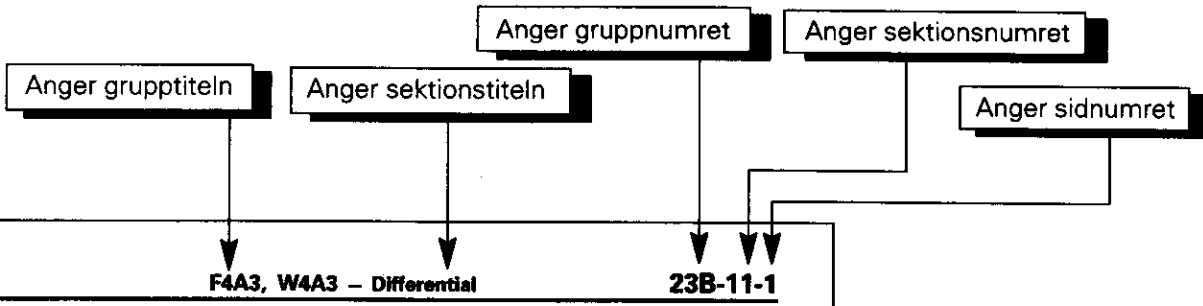 Anger gruppnumret
Anger sektionsnumret
Anger grupptiteln
Anger sektionstiteln
Anger sidnumret
F4A3, W4A3 – Differential 23B-11-1